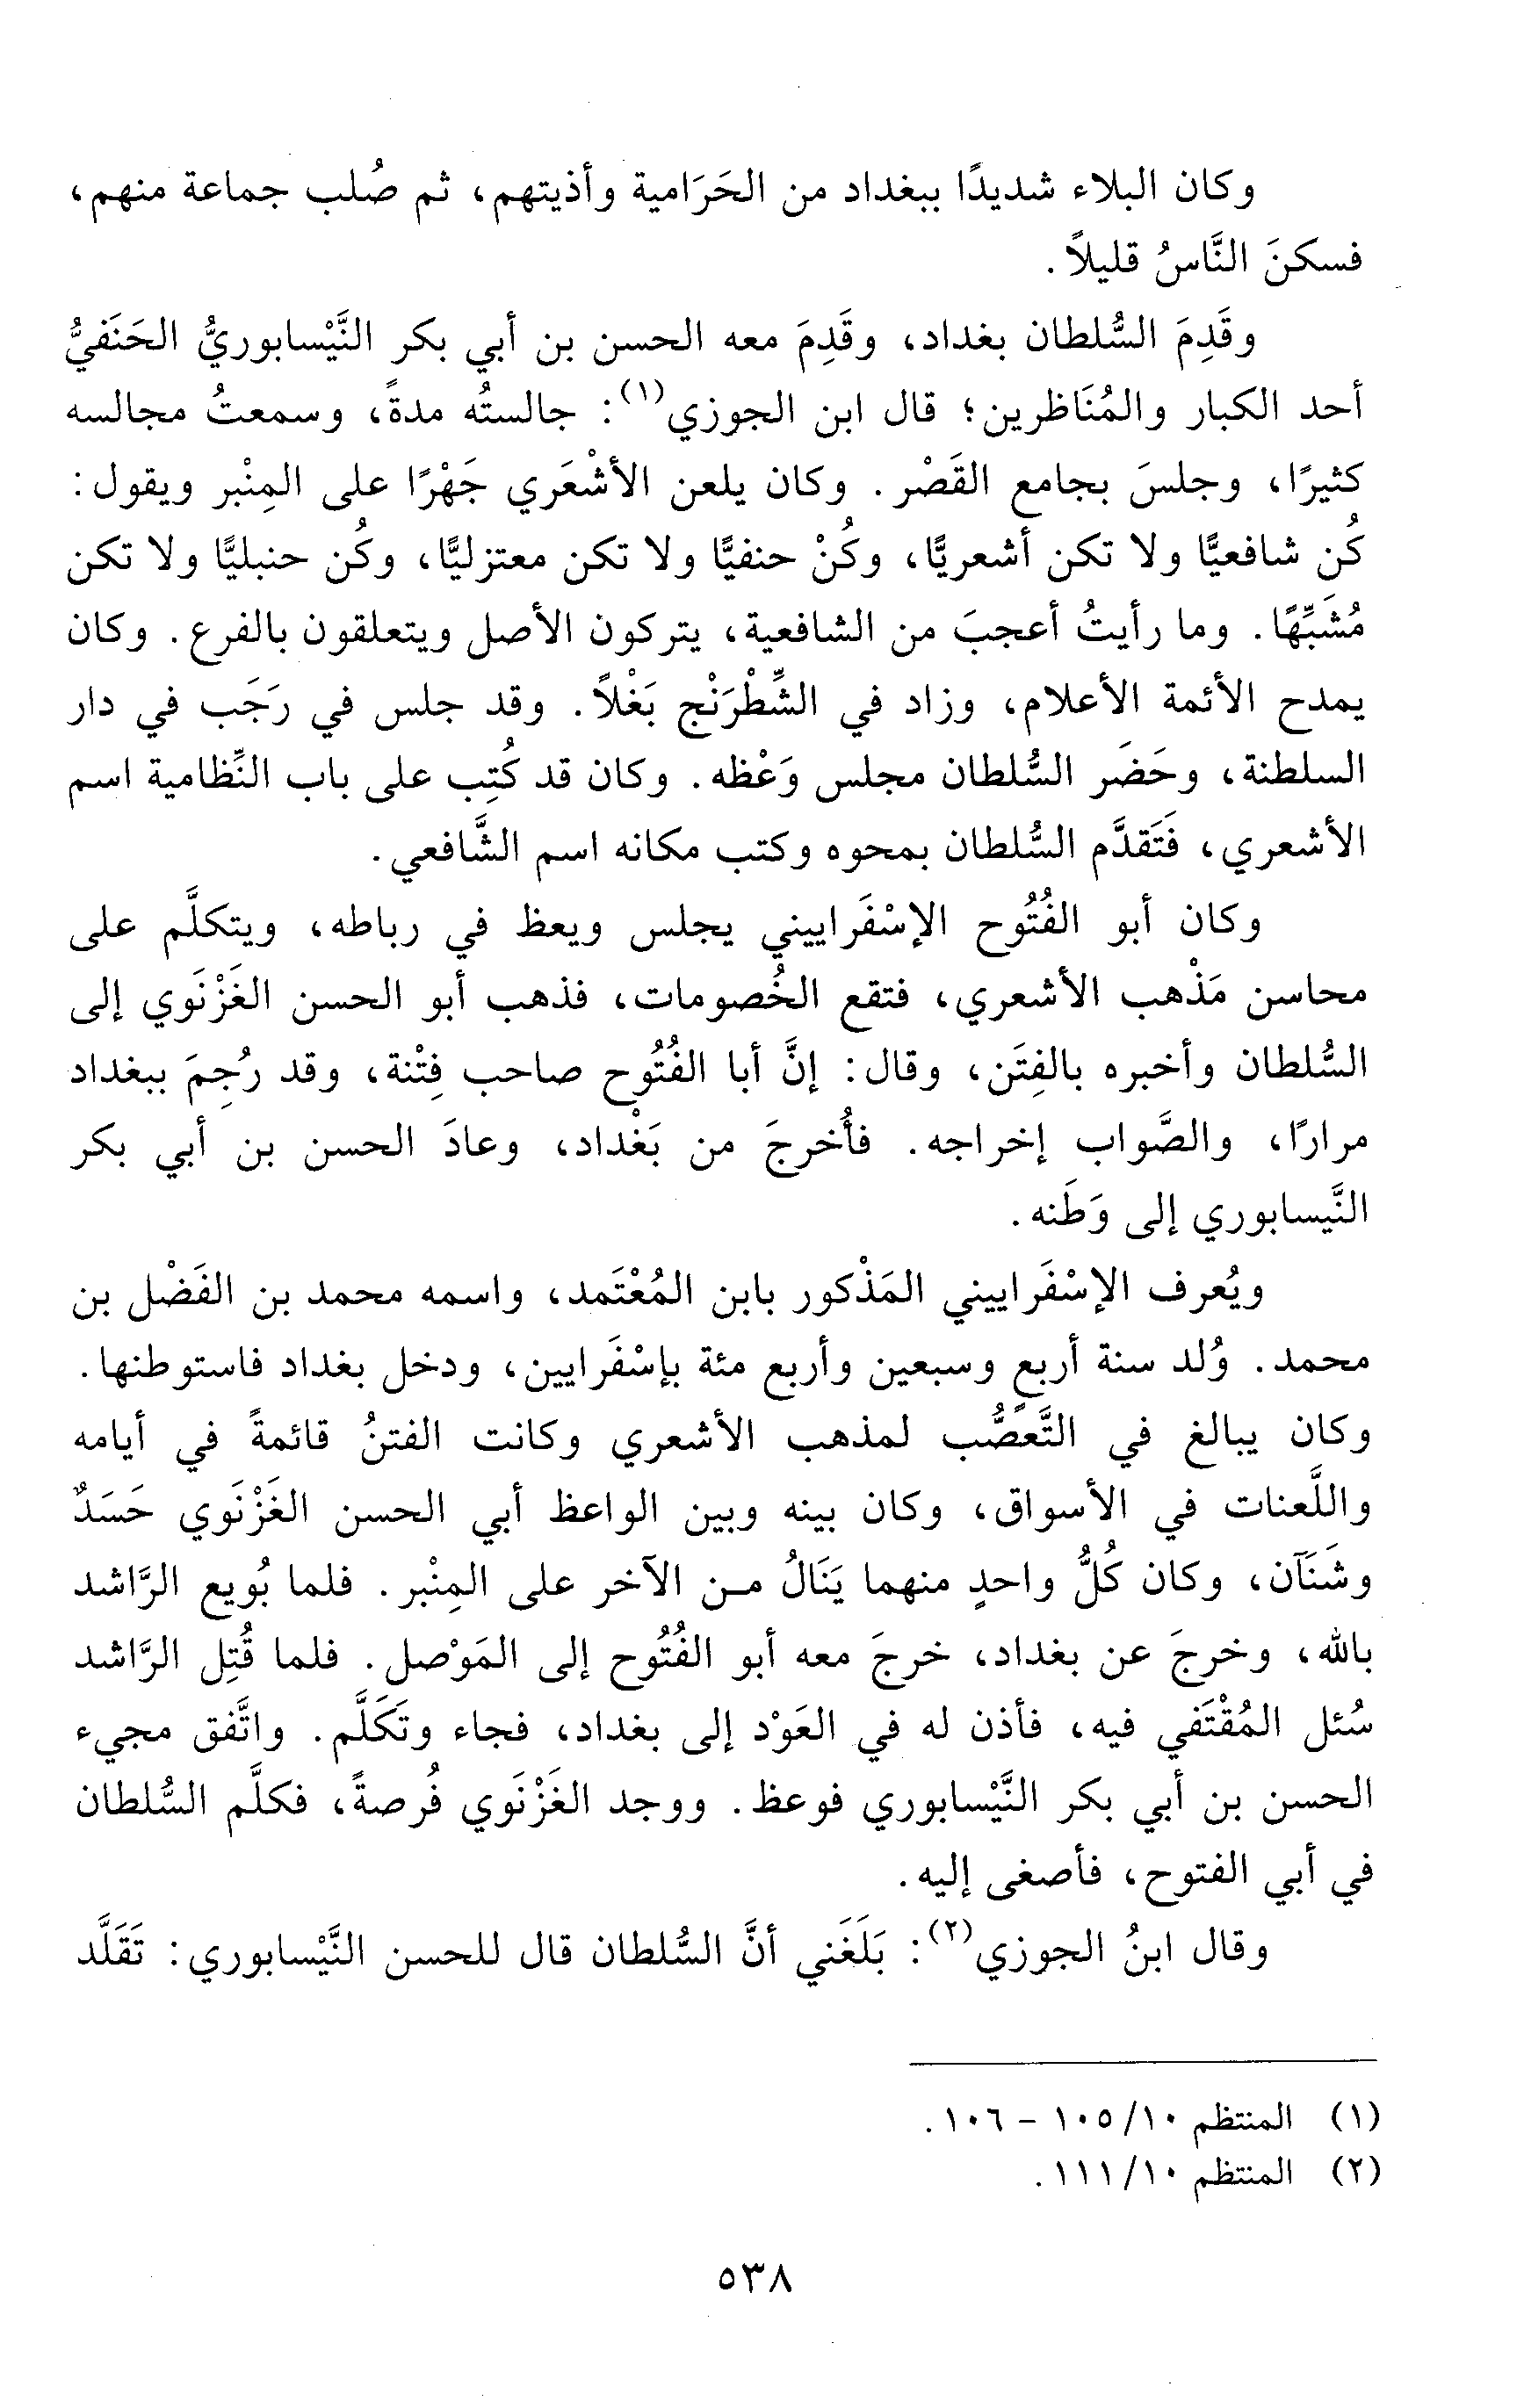 وكان البلاء شديدًا ببغداد من الحَرَامية وأذيتهم، ثم صُلب جماعة منهم،
فسكنَ النَّاسُ قليلاً.
وقَدِمَ السُّلطان بغداد، وقَدِمَ معه الحسن بن أبي بكر النَّيْسابوريُّ الحَنَفيُّ
أحد الكبار والمُنَاظرين؛ قال ابن الجوزي(١): جالستُه مدةً، وسمعتُ مجالسه
كثيرًا، وجلسَ بجامع القَصْر. وكان يلعن الأشْعَري جَهْرًا على المِنْبر ويقول:
كُن شافعيًّا ولا تكن أشعريًّا، وكُنْ حنفيًّا ولا تكن معتزليًّا، وكُن حنبليًّا ولا تكن
مُشَبِّهًا. وما رأيتُ أعجبَ من الشافعية، يتركون الأصل ويتعلقون بالفرع. وكان
يمدح الأئمة الأعلام، وزاد في الشِّطْرَنْج بَغْلاً. وقد جلس في رَجَب في دار
السلطنة، وحَضَر السُّلطان مجلس وَعْظه. وكان قد كُتِب على باب النِّظامية اسم
الأشعري، فَتَقدَّم السُّلطان بمحوه وكتب مكانه اسم الشَّافعي.
وكان أبو الفُتُوح الإسْفَراييني يجلس ويعظ في رباطه، ويتكلَّم على
محاسن مَذْهب الأشعري، فتقع الخُصومات، فذهب أبو الحسن الغَزْنَوي إلى
السُّلطان وأخبره بالفِتَن، وقال: إنَّ أبا الفُتُوح صاحب فِتْنة، وقد رُجِمَ ببغداد
مرارًا، والصَّواب إخراجه. فأُخرجَ من بَغْداد، وعادَ الحسن بن أبي بكر
النَّيسابوري إلى وَطَنه.
ويُعرف الإسْفَراييني المَذْكور بابن المُعْتَمد، واسمه محمد بن الفَضْل بن
محمد. وُلد سنة أربعٍ وسبعين وأربع مئة بإسْفَرايين، ودخل بغداد فاستوطنها.
وكان يبالغ في التَّعصُّب لمذهب الأشعري وكانت الفتنُ قائمةً في أيامه
واللَّعنات في الأسواق، وكان بينه وبين الواعظ أبي الحسن الغَزْنَوي حَسَدٌ
وشَنَآن، وكان كُلُّ واحدٍ منهما يَنَالُ مـن الآخر على المِنْبر. فلما بُويع الرَّاشد
بالله، وخرجَ عن بغداد، خرجَ معه أبو الفُتُوح إلى المَوْصل. فلما قُتِل الرَّاشد
سُئل المُقْتَفي فيه، فأذن له في العَوْد إلى بغداد، فجاء وتَكَلَّم. واتَّفق مجيء
الحسن بن أبي بكر النَّيْسابوري فوعظ. ووجد الغَزْنَوي فُرصةً، فكلَّم السُّلطان
في أبي الفتوح، فأصغى إليه.
وقال ابنُ الجوزي(٢): بَلَغَني أنَّ السُّلطان قال للحسن النَّيْسابوري: تَقَلَّد
(١) المنتظم ١٠/ ١٠٥ - ١٠٦.
(٢) المنتظم ١٠/ ١١١.
٥٣٨